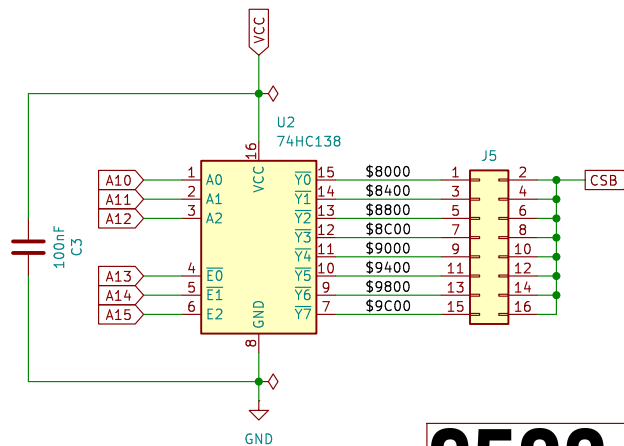 VCC
U2
74HC138
16
VCC
J5
A10 1 A0 Y0 15 $8000 1 2 CSB
A11 2 A1 Y1 14 $8400 3 4
A12 3 A2 Y2 13 $8800 5 6
Y3 12 $8C00 7 8
100nF
C3
Y4 11 $9000 9 10
A13 4 E0 Y5 10 $9400 11 12
A14 5 E1 Y6 9 $9800 13 14
A15 6 E2 Y7 7 $9C00 15 16
GND
8
GND